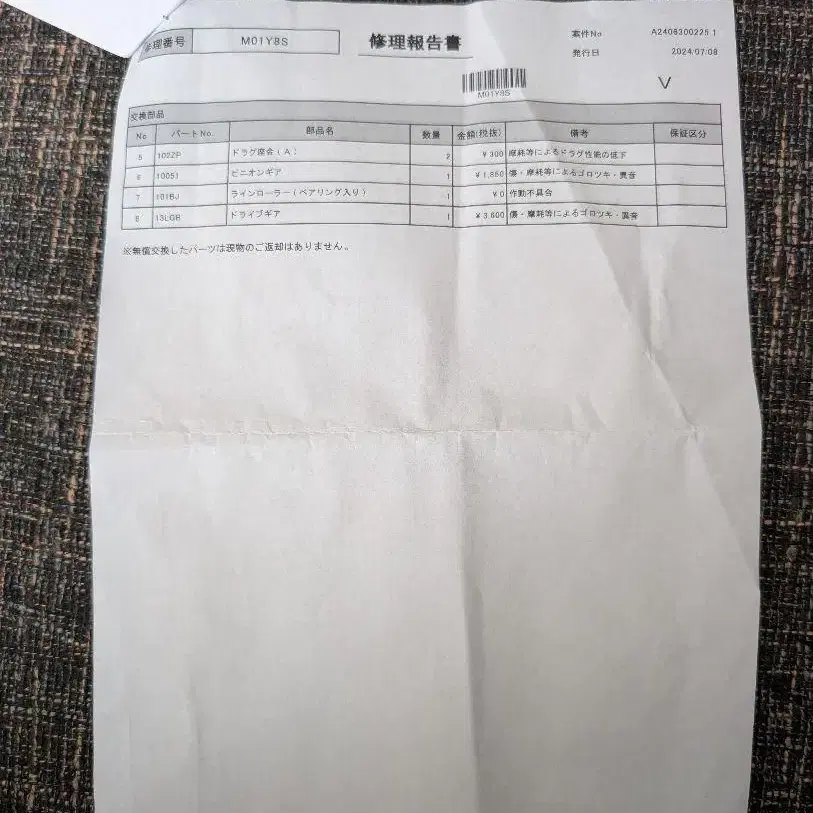 修理番号 M01Y8S
修理報告書
案件No A2406300225 1
発行日 2024/07/08
M01Y8S
V
交換部品
No パートNo. 部品名 数量 金額(税抜) 備考 保証区分
5 102ZP ドラグ座金(A) 2 ¥300 摩耗等によるドラグ性能の低下
6 10051 ピニオンギア 1 ¥1,850 傷・摩耗等によるゴロツキ・異音
7 101BJ ラインローラー(ベアリング入り) 1 ¥0 作動不具合
8 13LGB ドライブギア 1 ¥3,600 傷・摩耗等によるゴロツキ・異音
※無償交換したパーツは現物のご返却はありません。